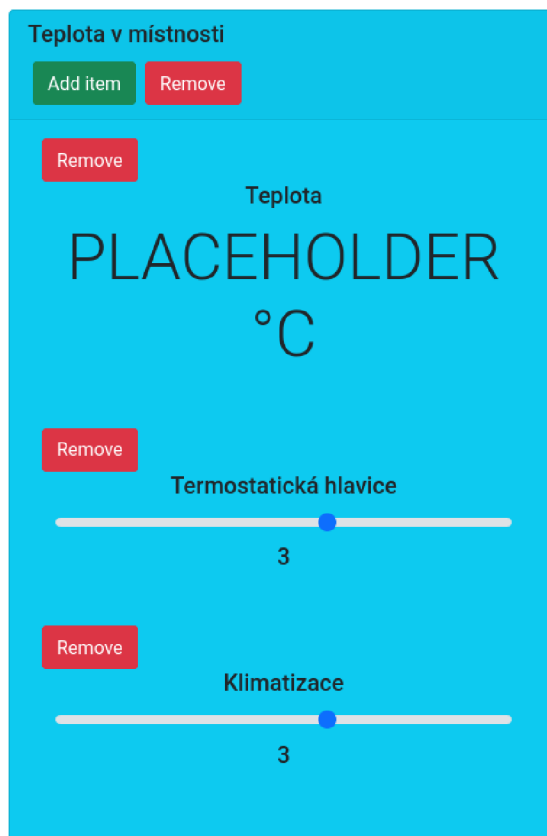 Teplota v místnosti
Add item Remove
Remove
Teplota
PLACEHOLDER
°C
Remove
Termostatická hlavice
3
Remove
Klimatizace
3